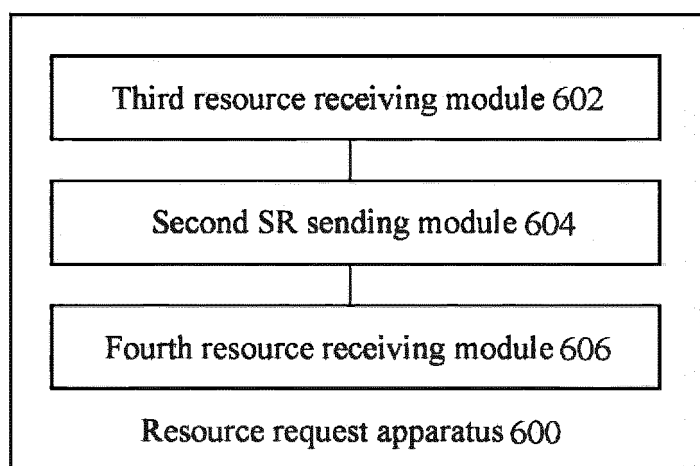 Third resource receiving module 602
Second SR sending module 604
Fourth resource receiving module 606
Resource request apparatus 600